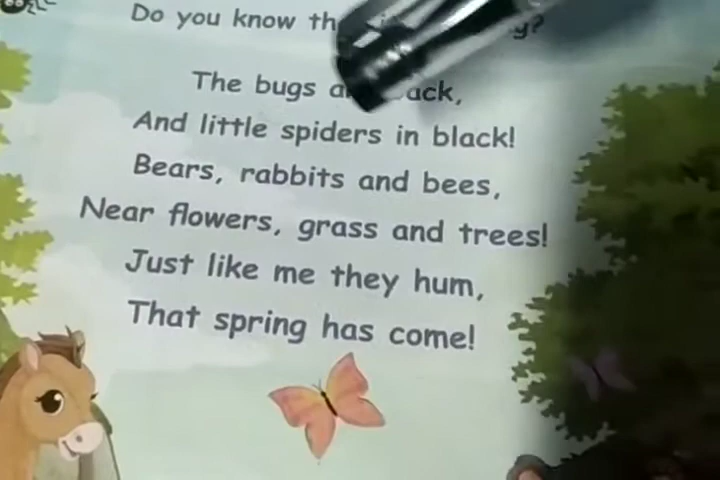 Do you know
The bugs
And little spiders in black!
Bears, rabbits and bees,
Near flowers, grass and trees!
Just like me they hum,
That spring has come!